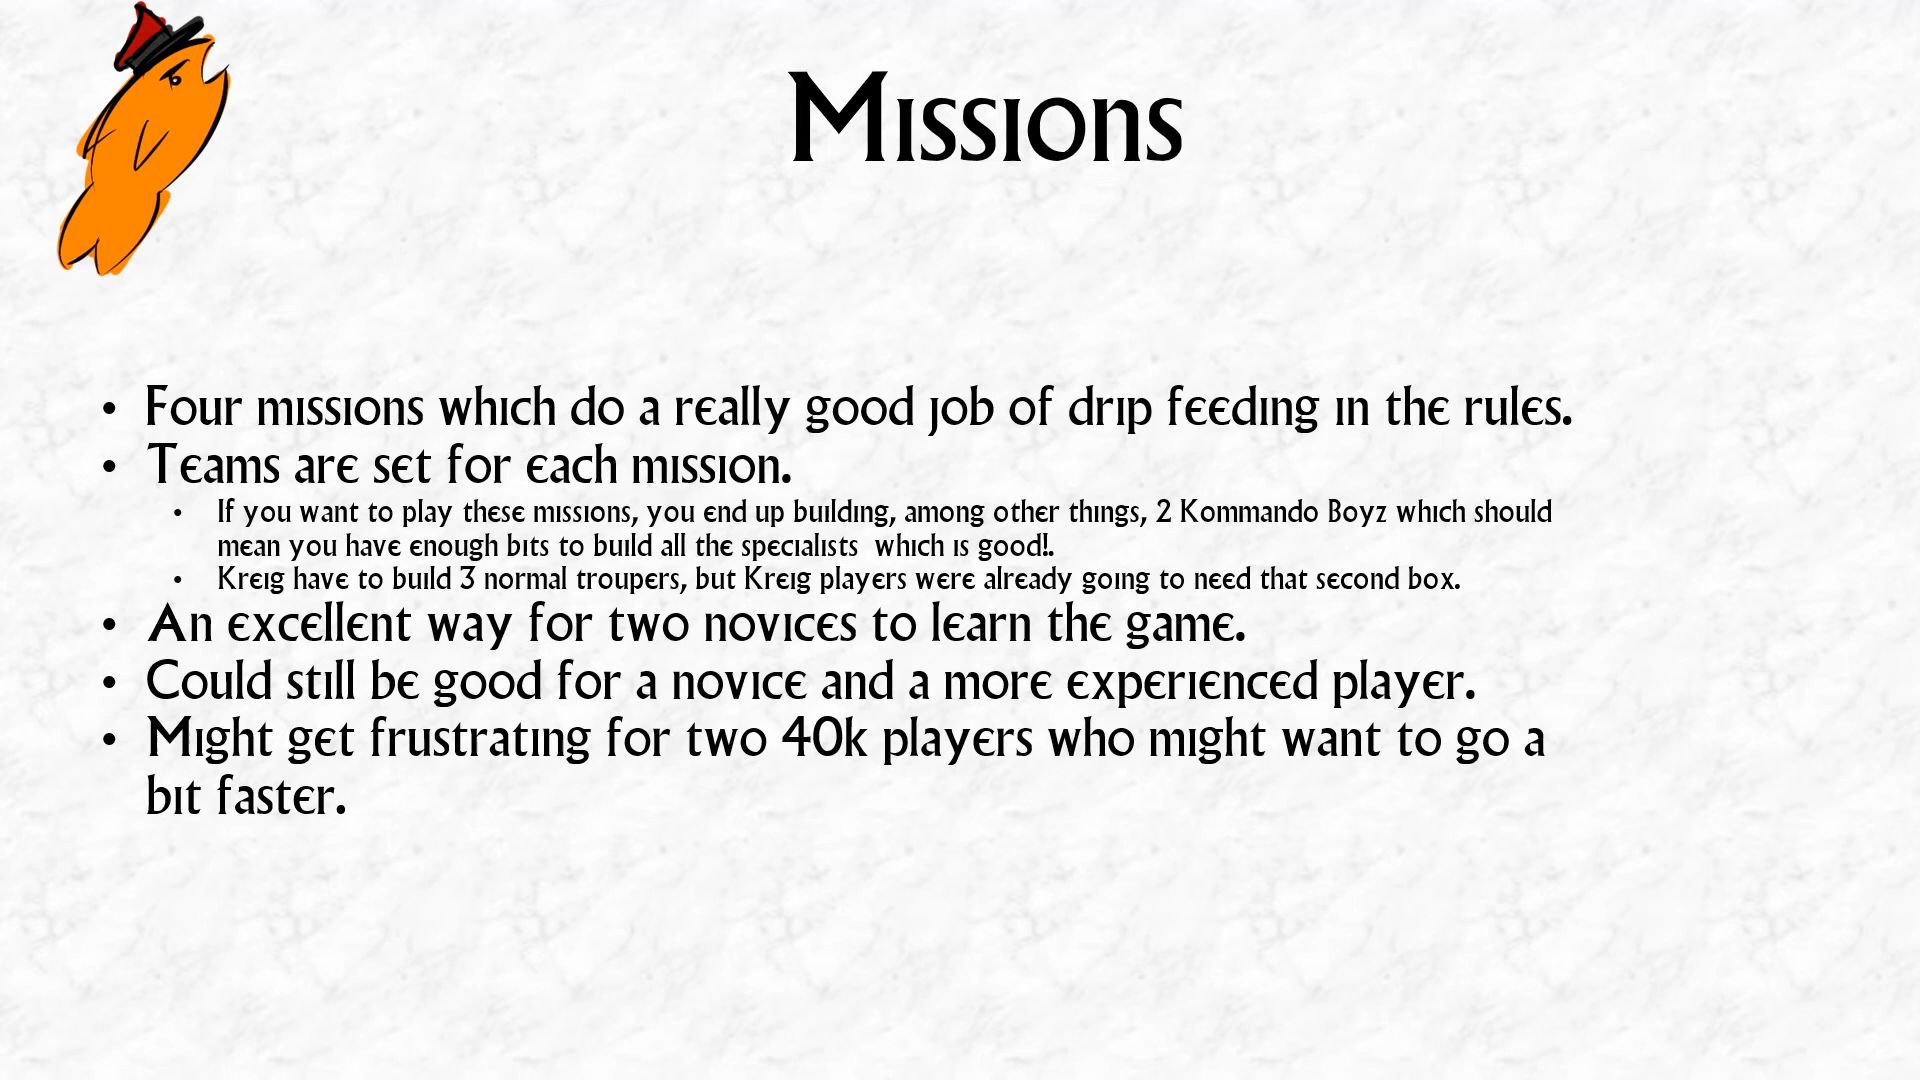 Missions
• Four missions which do a really good job of drip feeding in the rules.
• Teams are set for each mission.
• If you want to play these missions, you end up building, among other things, 2 Kommando Boyz which should
mean you have enough bits to build all the specialists  which is good!.
• Kreig have to build 3 normal troupers, but Kreig players were already going to need that second box.
• An excellent way for two novices to learn the game.
• Could still be good for a novice and a more experienced player.
• Might get frustrating for two 40k players who might want to go a
bit faster.